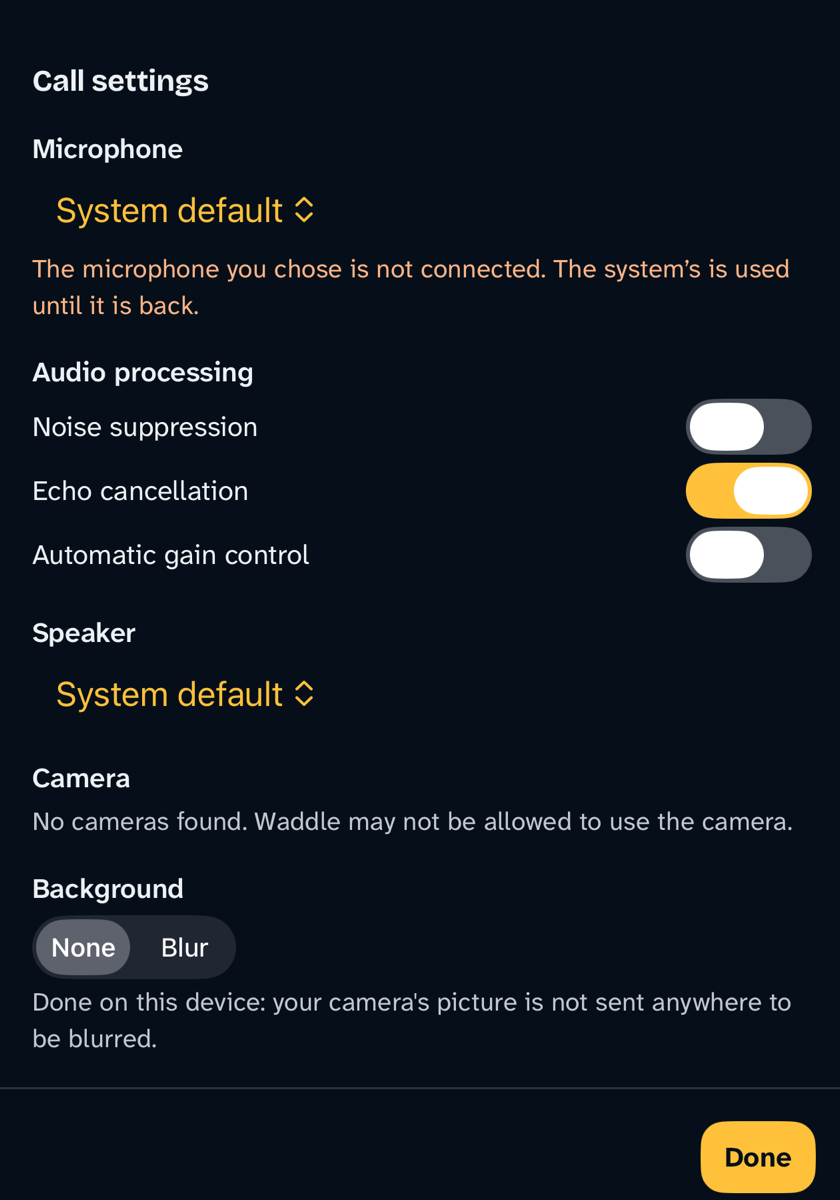 Call settings
Microphone
System default
The microphone you chose is not connected. The system’s is used
until it is back.
Audio processing
Noise suppression
Echo cancellation
Automatic gain control
Speaker
System default
Camera
No cameras found. Waddle may not be allowed to use the camera.
Background
None Blur
Done on this device: your camera's picture is not sent anywhere to
be blurred.
Done